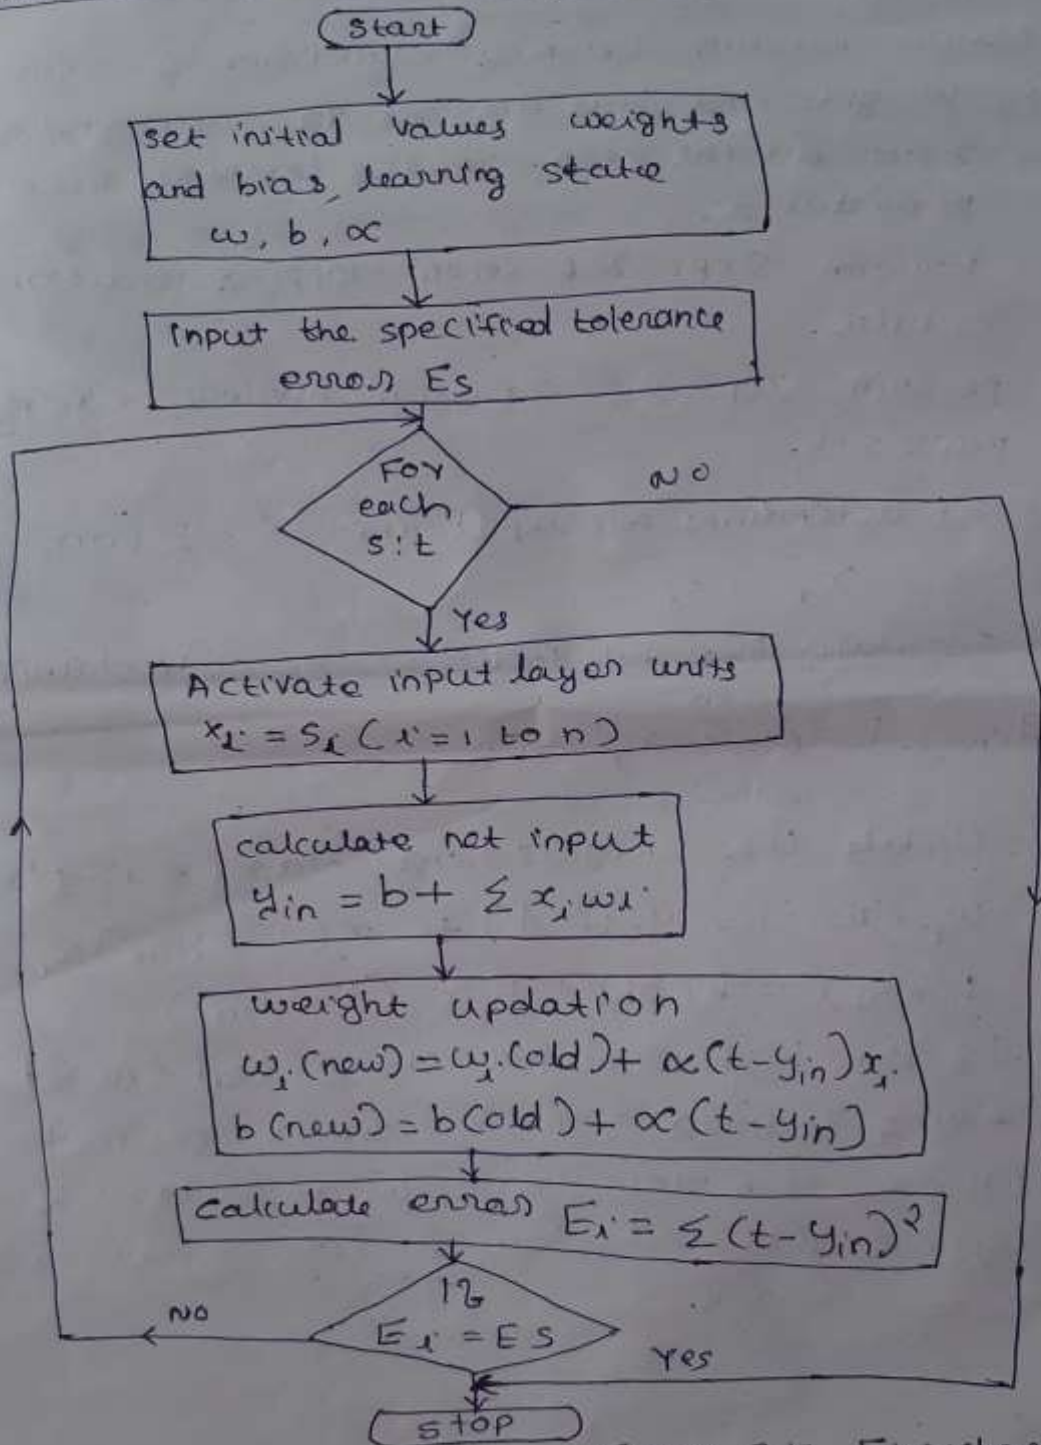 Start
set initial values weights
and bias, learning state
w, b, α
Input the specified tolerance
error Es
For
each
s:t
NO
Yes
Activate input layer units
xi = Si (i = 1 to n)
calculate net input
yin = b + Σ xi wi
weight updation
wi (new) = wi (old) + α (t - yin) xi
b (new) = b (old) + α (t - yin)
calculate error Ei = Σ (t - yin)²
If
Ei = Es
NO
Yes
stop